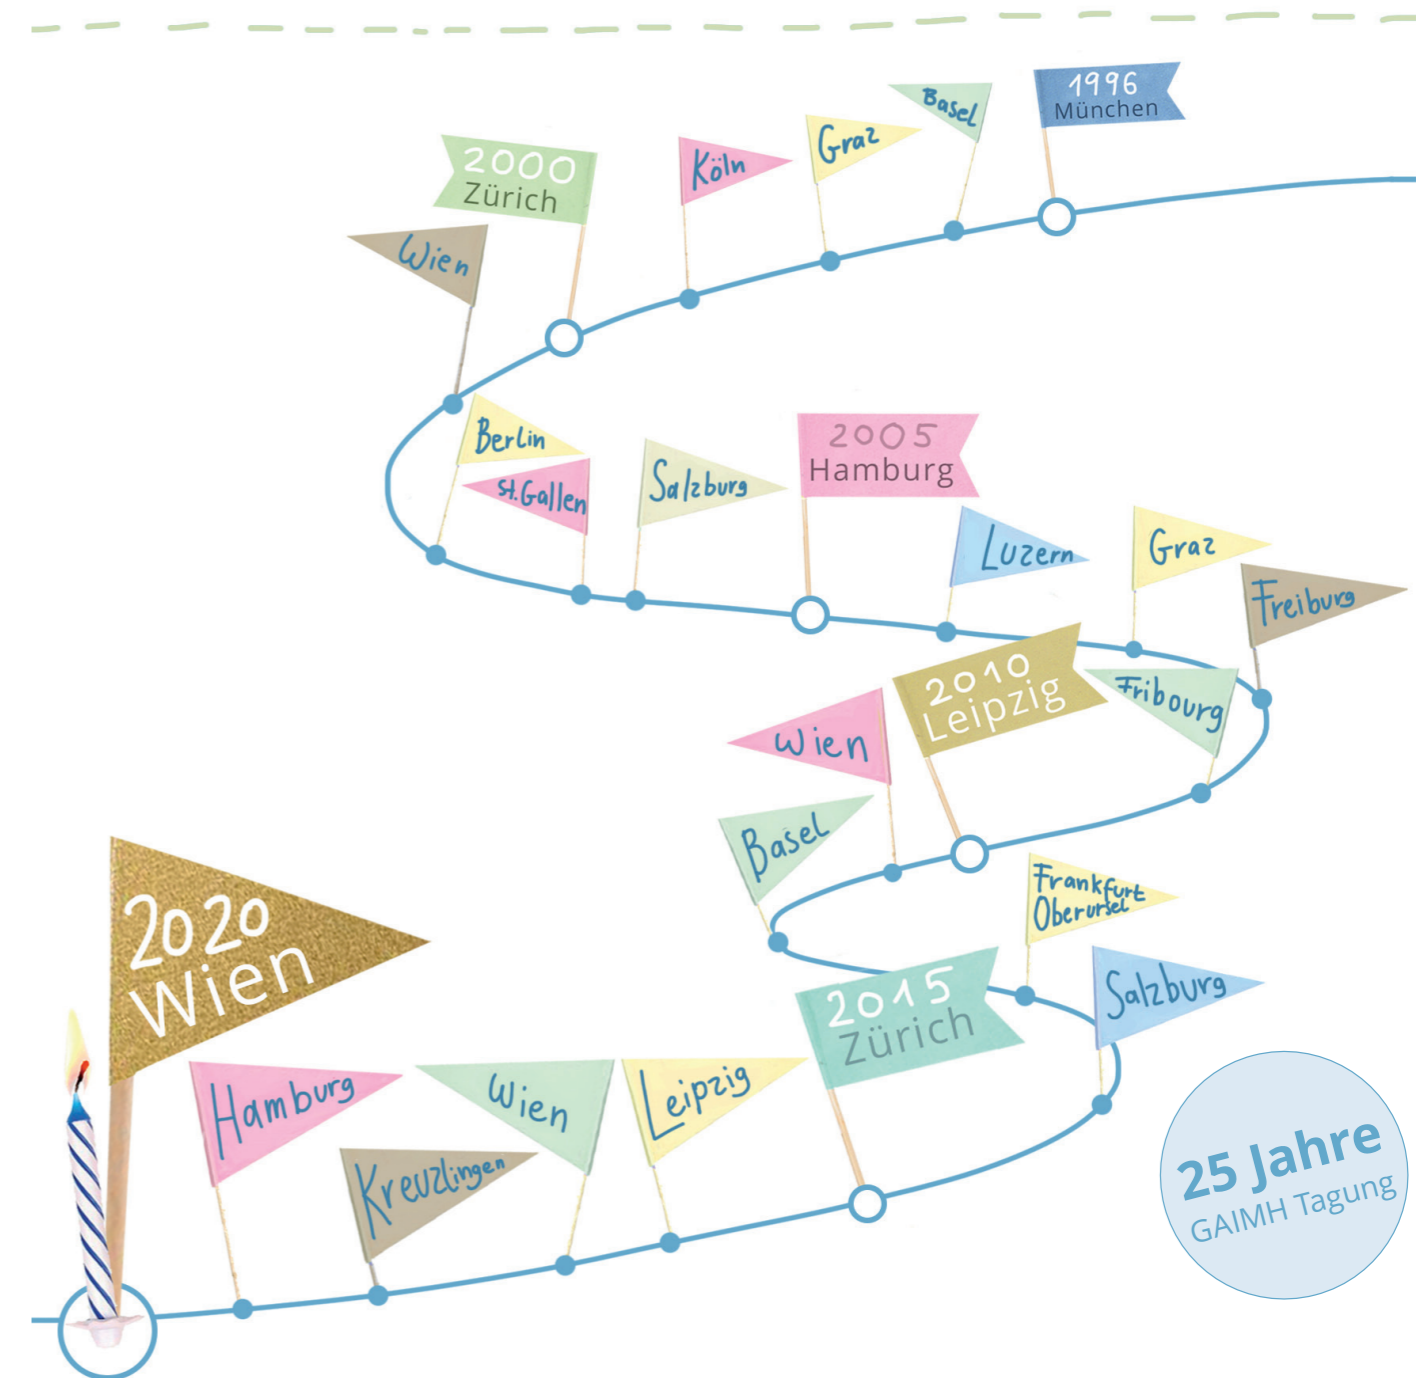 1996
München
Basel
Graz
Köln
2000
Zürich
Wien
Berlin
St.Gallen
Salzburg
2005
Hamburg
Luzern
Graz
Freiburg
Fribourg
2010
Leipzig
Wien
Basel
Frankfurt
Oberursel
Salzburg
2015
Zürich
Leipzig
Wien
Kreuzlingen
Hamburg
2020
Wien
25 Jahre
GAIMH Tagung